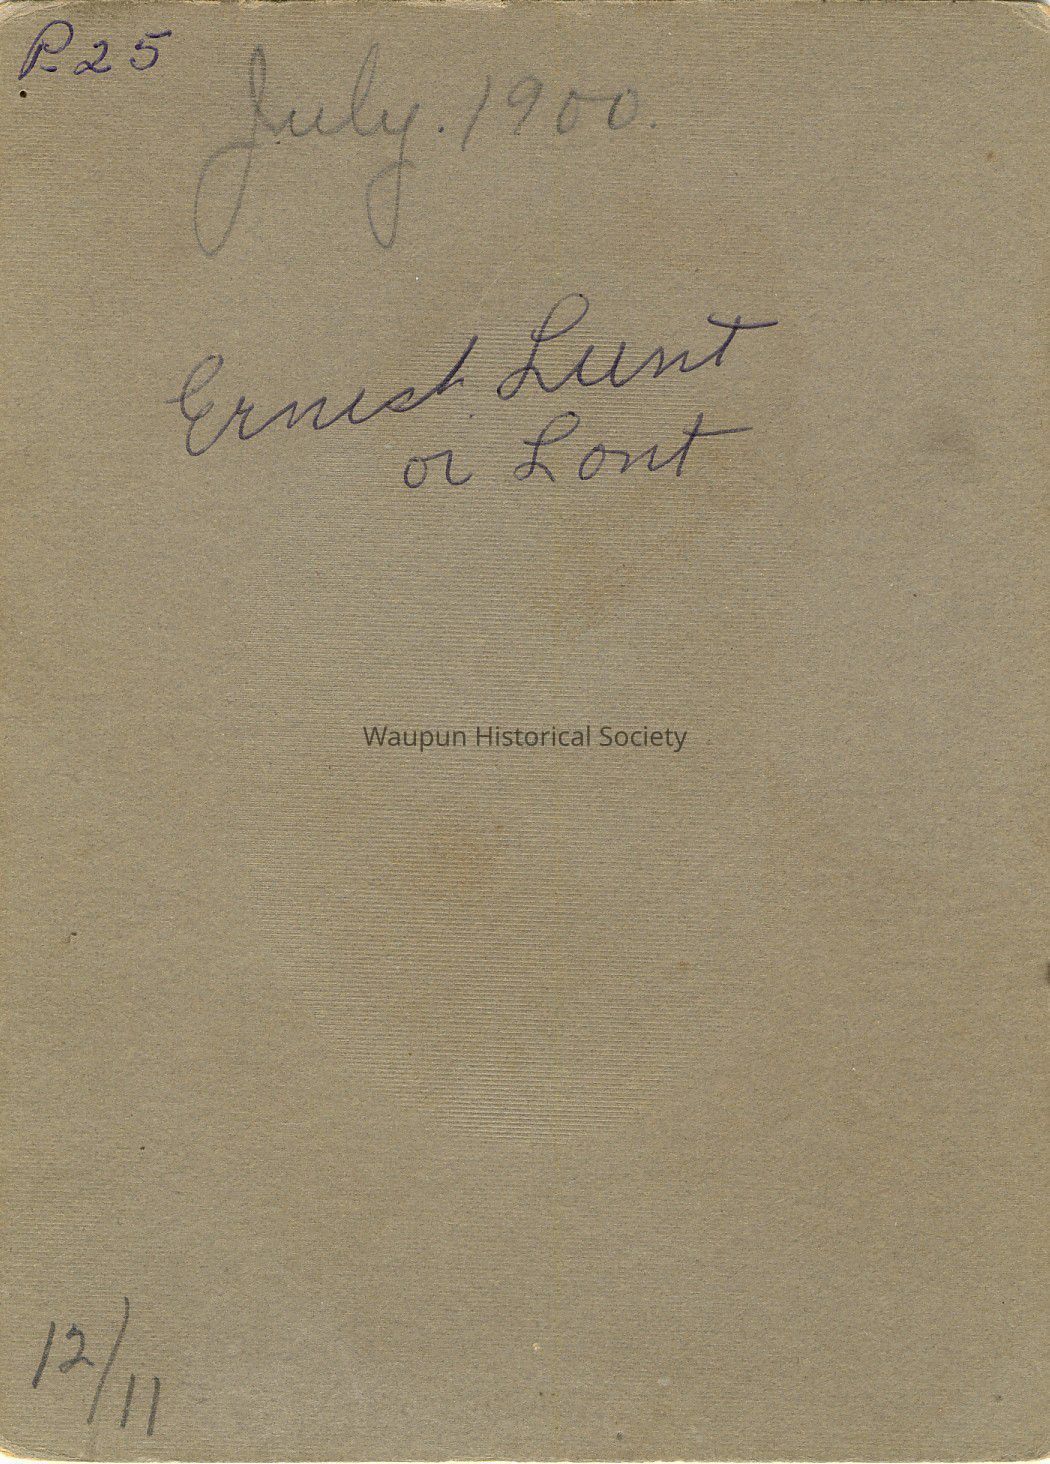 P25
July. 1900.
Ernest Lunt
or Lont
Waupun Historical Society
12/11